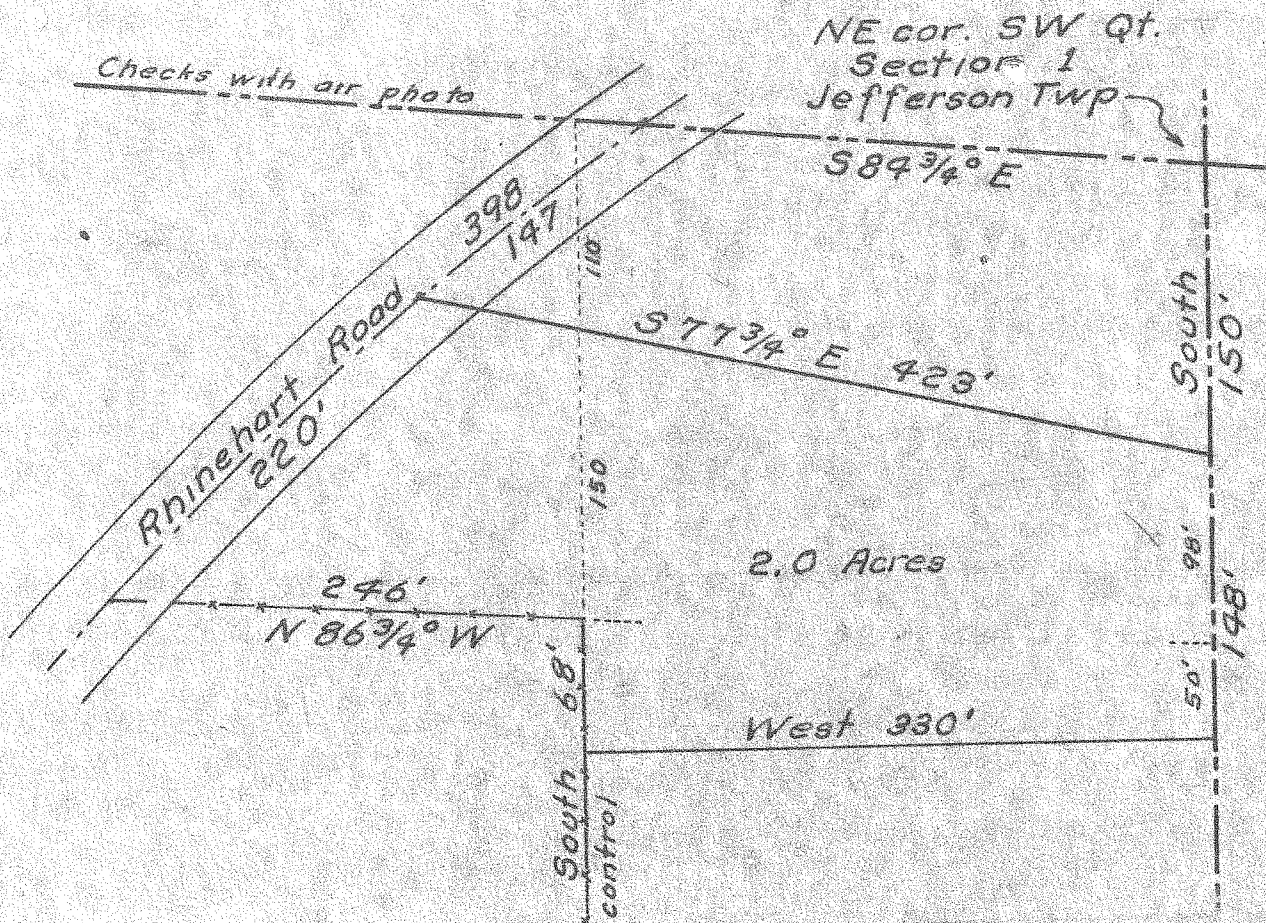 NE cor. SW Qt.
Section 1
Jefferson Twp
Checks with air photo
S 84 3/4° E
398
147
110
Rhinehart Road
220'
S 77 3/4° E 423'
South
150'
150
2.0 Acres
98'
148'
50'
246'
N 86 3/4° W
68'
West 330'
South
control